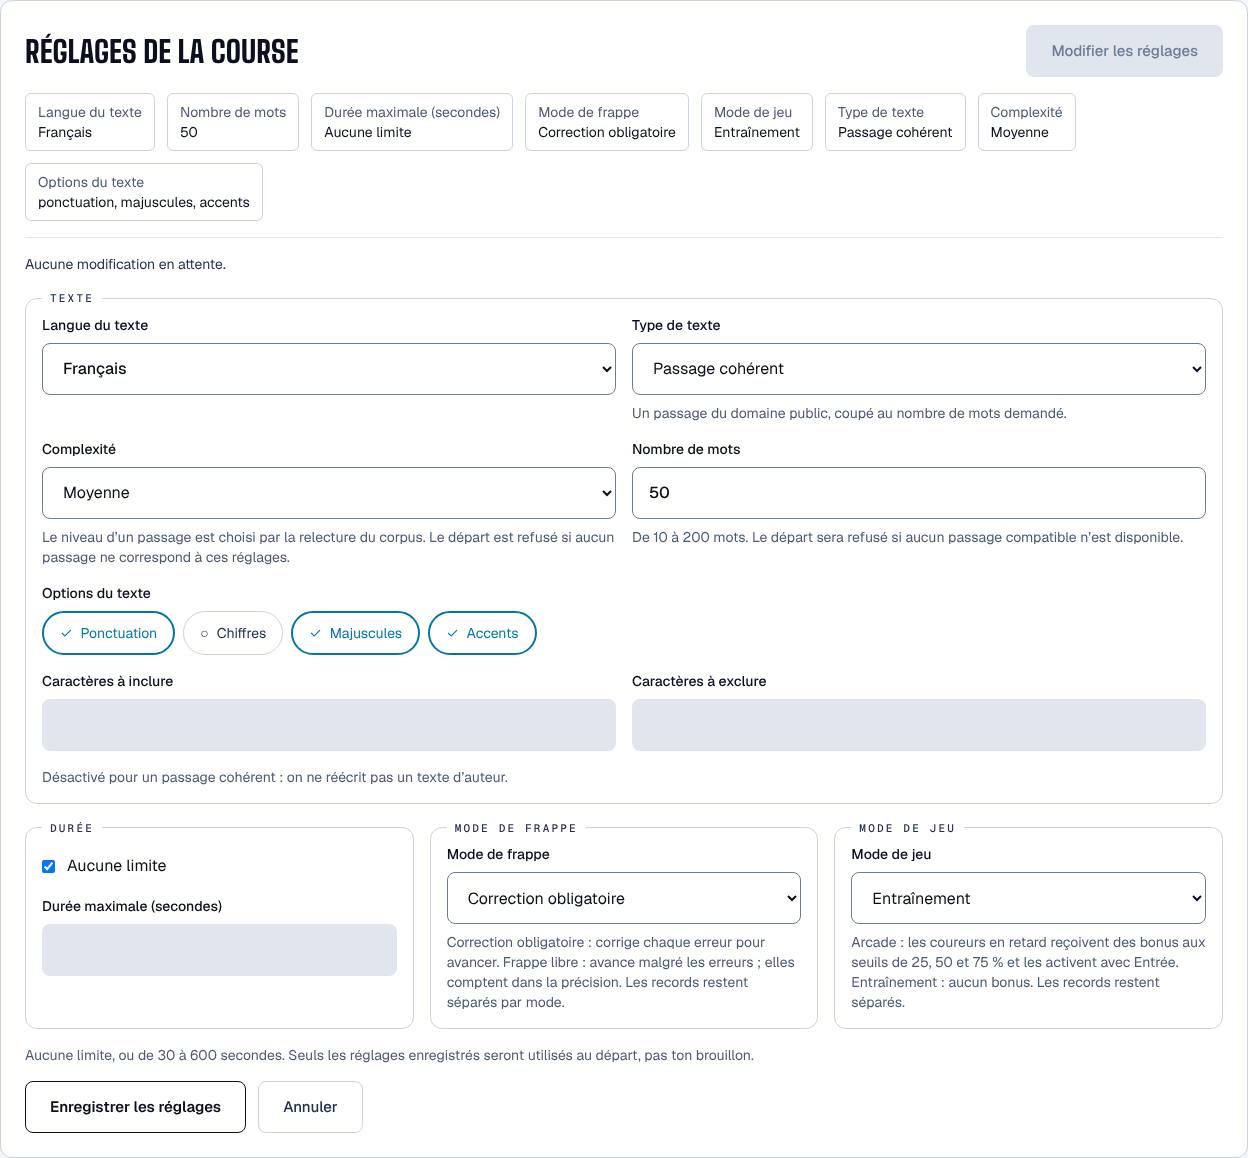 RÉGLAGES DE LA COURSE
Modifier les réglages
Langue du texte
Français
Nombre de mots
50
Durée maximale (secondes)
Aucune limite
Mode de frappe
Correction obligatoire
Mode de jeu
Entraînement
Type de texte
Passage cohérent
Complexité
Moyenne
Options du texte
ponctuation, majuscules, accents
Aucune modification en attente.
TEXTE
Langue du texte
Français
Type de texte
Passage cohérent
Un passage du domaine public, coupé au nombre de mots demandé.
Complexité
Moyenne
Le niveau d’un passage est choisi par la relecture du corpus. Le départ est refusé si aucun
passage ne correspond à ces réglages.
Nombre de mots
50
De 10 à 200 mots. Le départ sera refusé si aucun passage compatible n’est disponible.
Options du texte
✓ Ponctuation
○ Chiffres
✓ Majuscules
✓ Accents
Caractères à inclure
Caractères à exclure
Désactivé pour un passage cohérent : on ne réécrit pas un texte d’auteur.
DURÉE
Aucune limite
Durée maximale (secondes)
MODE DE FRAPPE
Mode de frappe
Correction obligatoire
Correction obligatoire : corrige chaque erreur pour
avancer. Frappe libre : avance malgré les erreurs ; elles
comptent dans la précision. Les records restent
séparés par mode.
MODE DE JEU
Mode de jeu
Entraînement
Arcade : les coureurs en retard reçoivent des bonus aux
seuils de 25, 50 et 75 % et les activent avec Entrée.
Entraînement : aucun bonus. Les records restent
séparés.
Aucune limite, ou de 30 à 600 secondes. Seuls les réglages enregistrés seront utilisés au départ, pas ton brouillon.
Enregistrer les réglages
Annuler